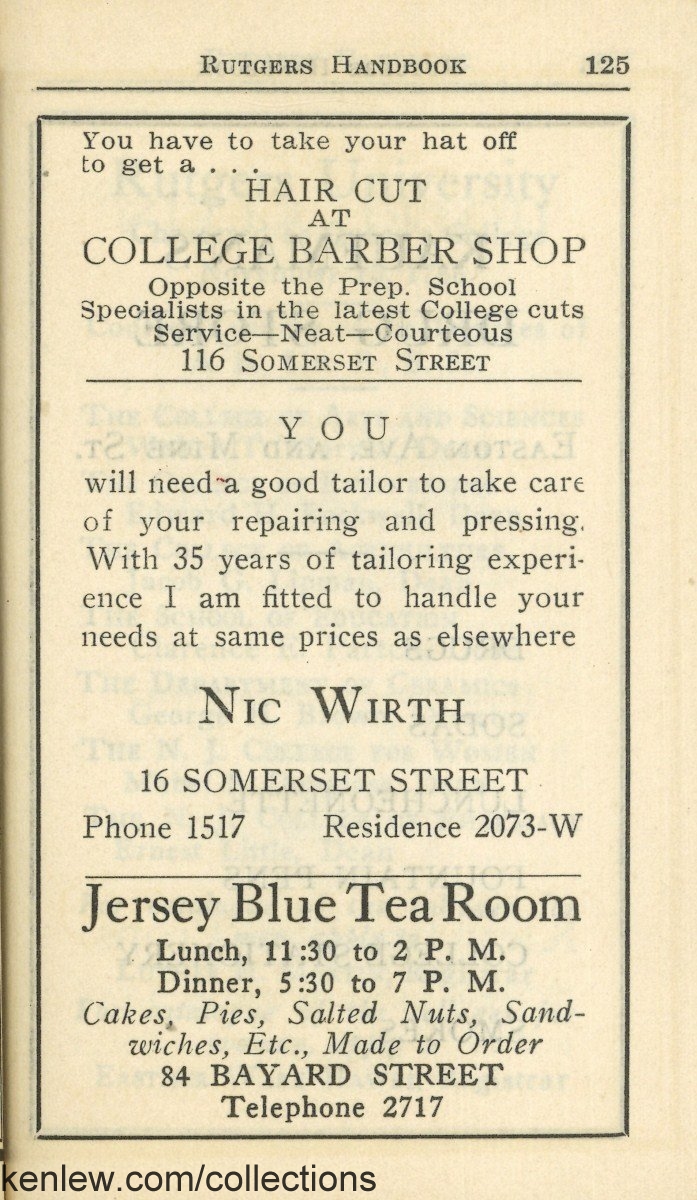 RUTGERS HANDBOOK 125
You have to take your hat off
to get a . . .
HAIR CUT
AT
COLLEGE BARBER SHOP
Opposite the Prep. School
Specialists in the latest College cuts
Service—Neat—Courteous
116 SOMERSET STREET
YOU
will need a good tailor to take care
of your repairing and pressing.
With 35 years of tailoring experi-
ence I am fitted to handle your
needs at same prices as elsewhere
NIC WIRTH
16 SOMERSET STREET
Phone 1517 Residence 2073-W
Jersey Blue Tea Room
Lunch, 11:30 to 2 P. M.
Dinner, 5:30 to 7 P. M.
Cakes, Pies, Salted Nuts, Sand-
wiches, Etc., Made to Order
84 BAYARD STREET
Telephone 2717
kenlew.com/collections